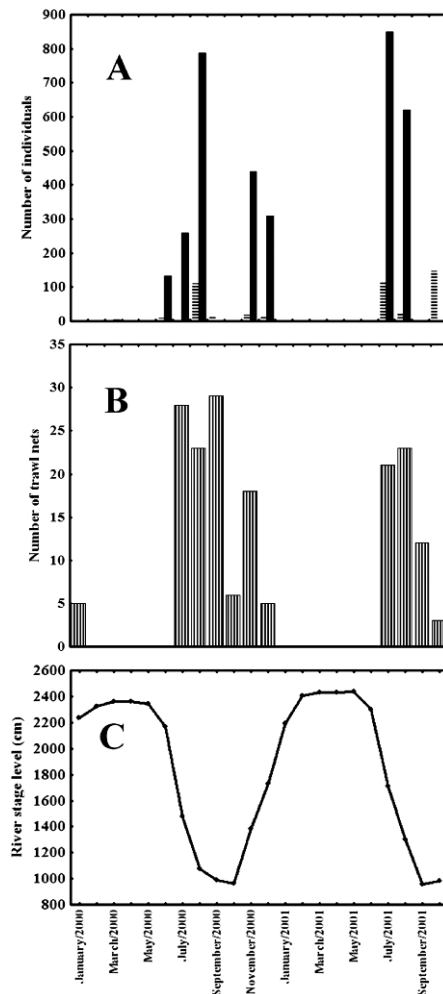 900
800
700
600
500
400
300
200
100
0
Number of individuals
A
35
30
25
20
15
10
5
0
Number of trawl nets
B
2600
2400
2200
2000
1800
1600
1400
1200
1000
800
River stage level (cm)
C
January/2000
March/2000
May/2000
July/2000
September/2000
November/2000
January/2001
March/2001
May/2001
July/2001
September/2001